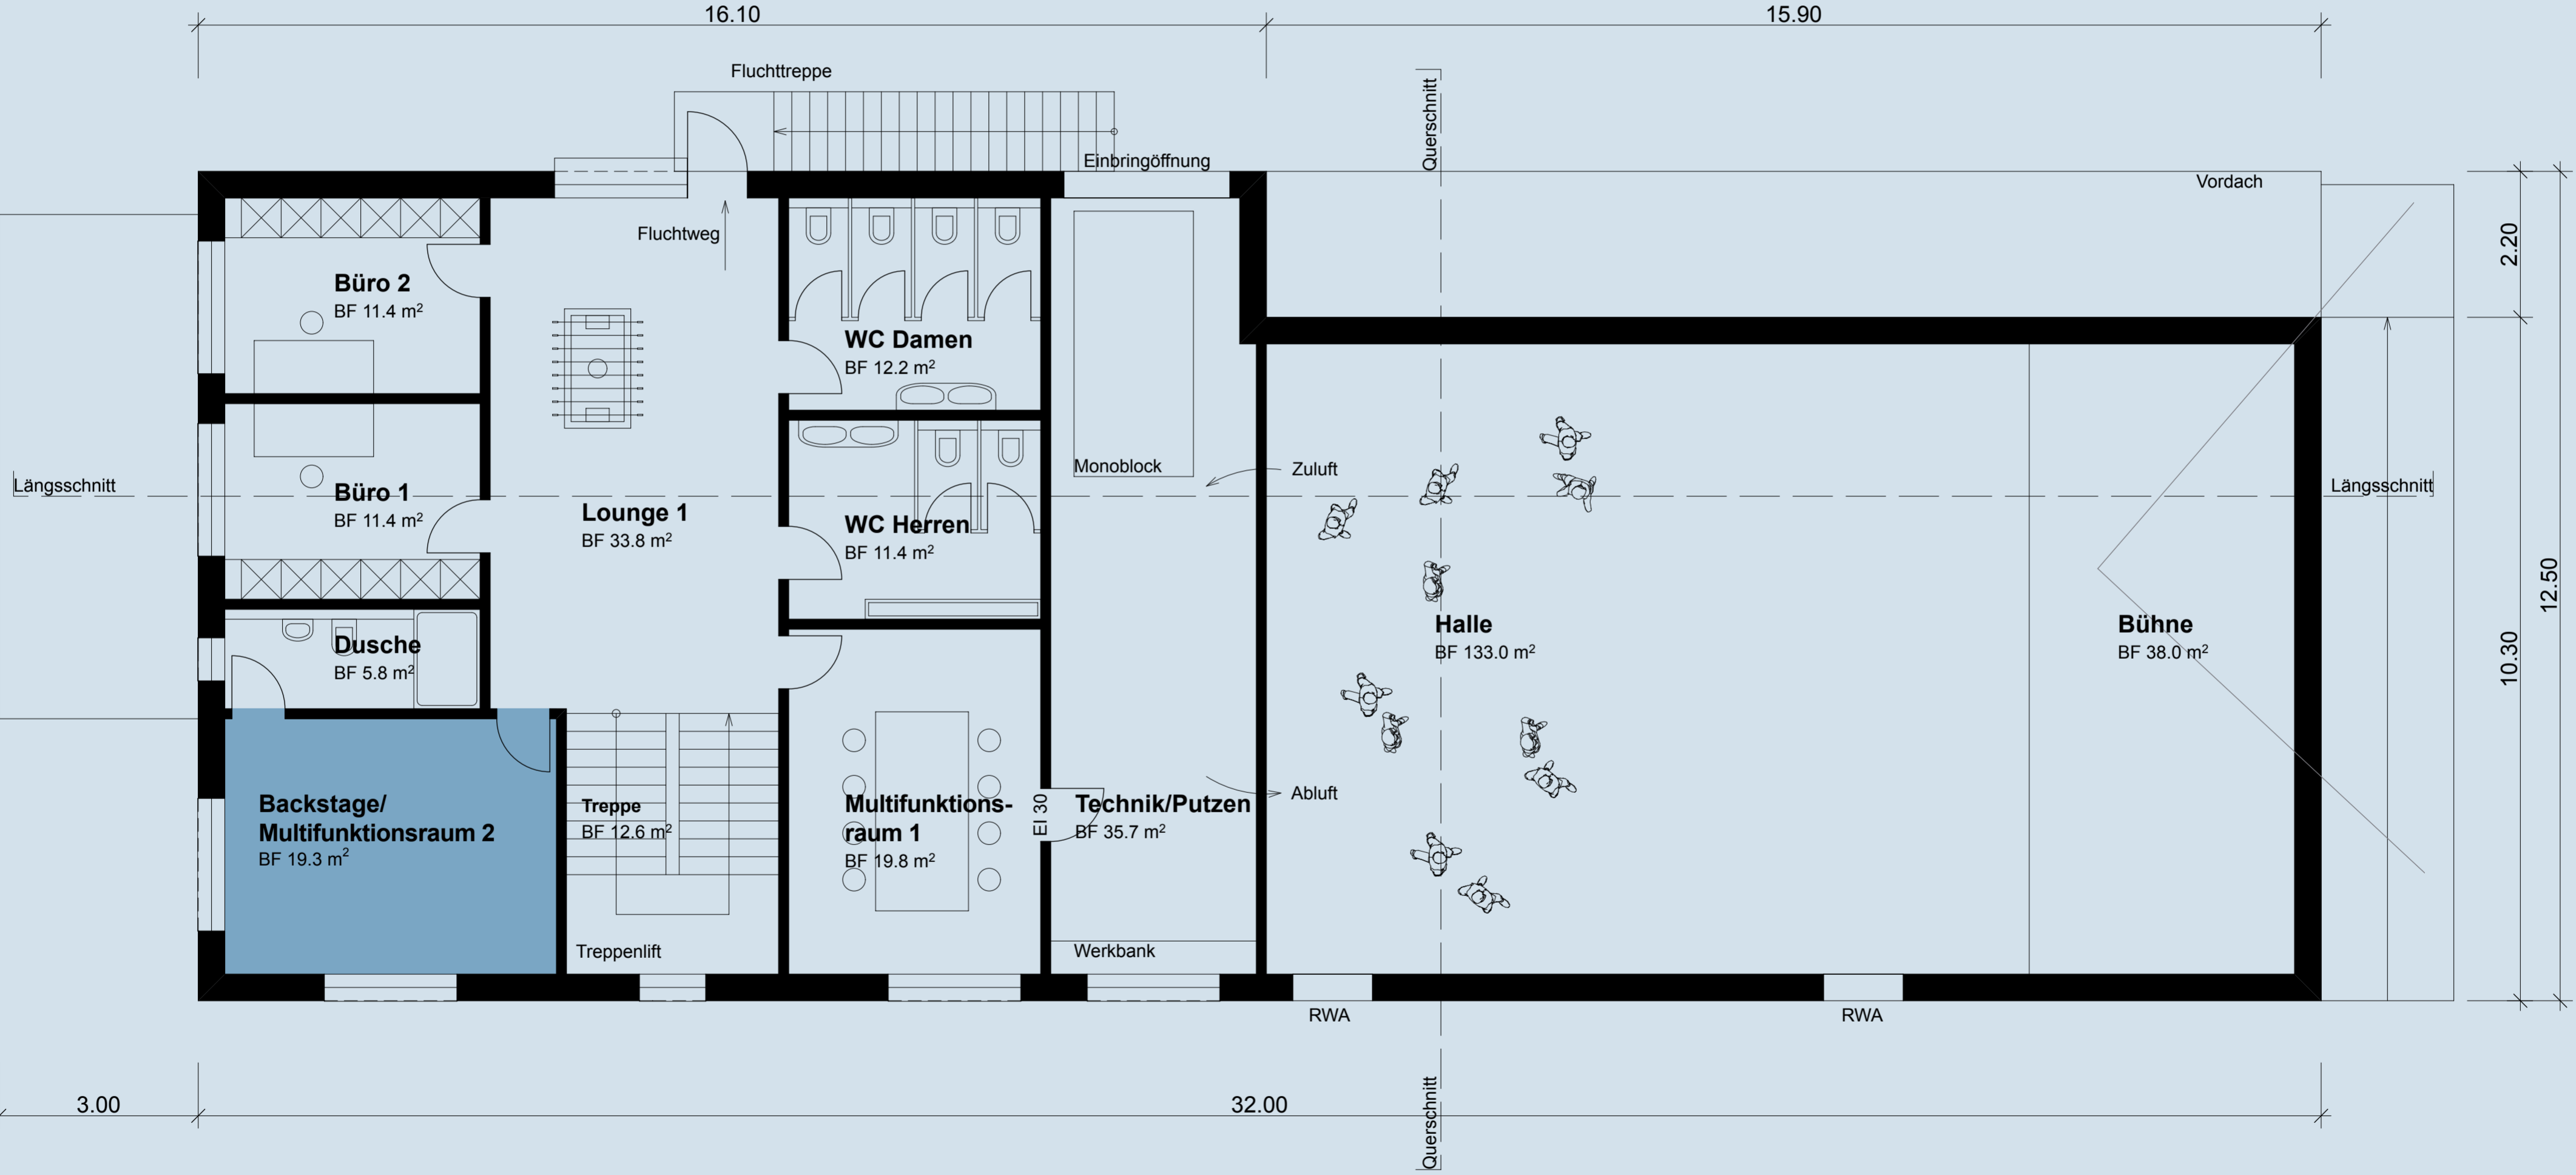 16.10
15.90
Fluchttreppe
Querschnitt
Einbringöffnung
Vordach
Fluchtweg
2.20
Büro 2
BF 11.4 m²
WC Damen
BF 12.2 m²
Monoblock
Zuluft
Längsschnitt
Längsschnitt
Büro 1
BF 11.4 m²
Lounge 1
BF 33.8 m²
WC Herren
BF 11.4 m²
12.50
Halle
BF 133.0 m²
Bühne
BF 38.0 m²
10.30
Dusche
BF 5.8 m²
Backstage/
Multifunktionsraum 2
BF 19.3 m²
Treppe
BF 12.6 m²
Multifunktions-
raum 1
BF 19.8 m²
EI 30
Technik/Putzen
BF 35.7 m²
Abluft
Treppenlift
Werkbank
RWA
RWA
3.00
32.00
Querschnitt